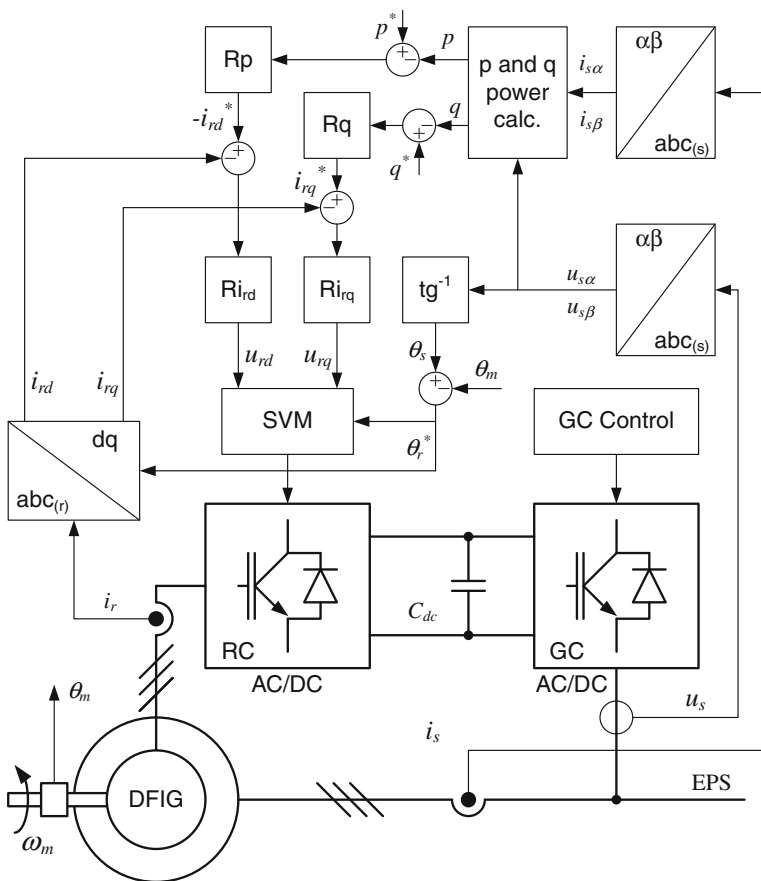 p*
Rp
p
p and q
power
calc.
αβ
abc(s)
isα
isβ
-ird*
Rq
q
q*
irq*
Rird
Rirq
tg-1
usα
usβ
αβ
abc(s)
θs
ird
irq
urd
urq
θm
SVM
GC Control
dq
abc(r)
θr*
ir
Cdc
RC
GC
AC/DC
AC/DC
θm
us
is
DFIG
EPS
ωm